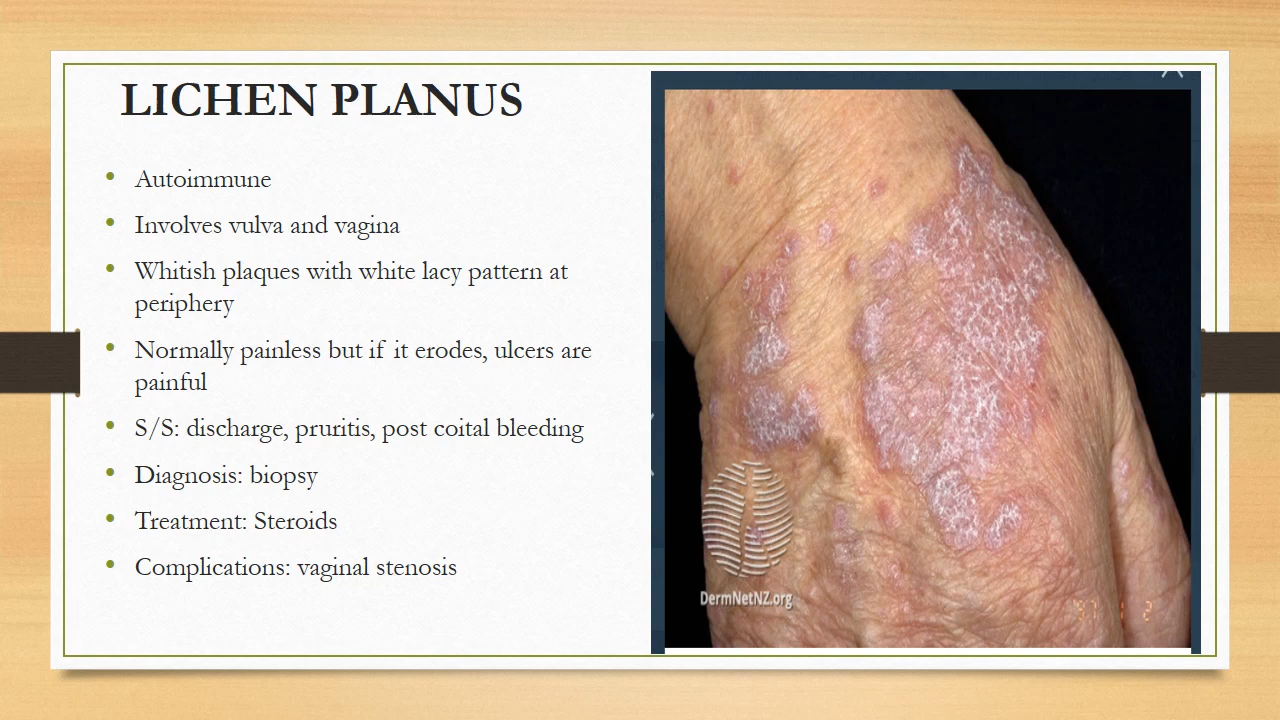 LICHEN PLANUS
• Autoimmune
• Involves vulva and vagina
• Whitish plaques with white lacy pattern at
periphery
• Normally painless but if it erodes, ulcers are
painful
• S/S: discharge, pruritis, post coital bleeding
• Diagnosis: biopsy
• Treatment: Steroids
• Complications: vaginal stenosis
DermNetNZ.org